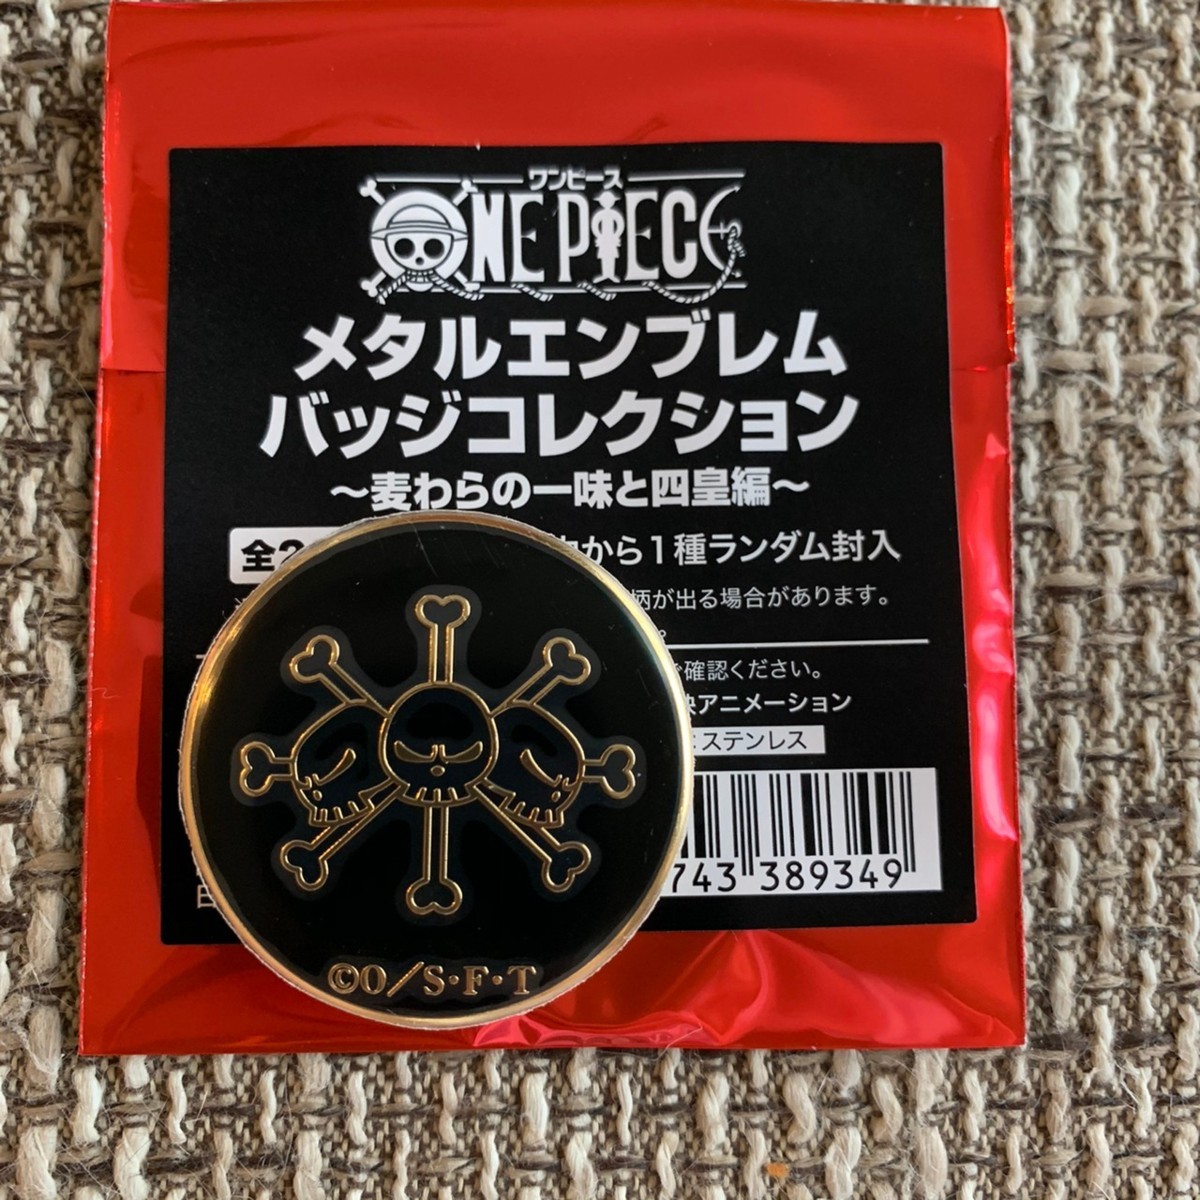 ワンピース
ONE PIECE
メタルエンブレム
バッジコレクション
～麦わらの一味と四皇編～
全2
から1種ランダム封入
柄が出る場合があります。
確認ください。
アニメーション
:ステンレス
743 389349
©O/S・F・T